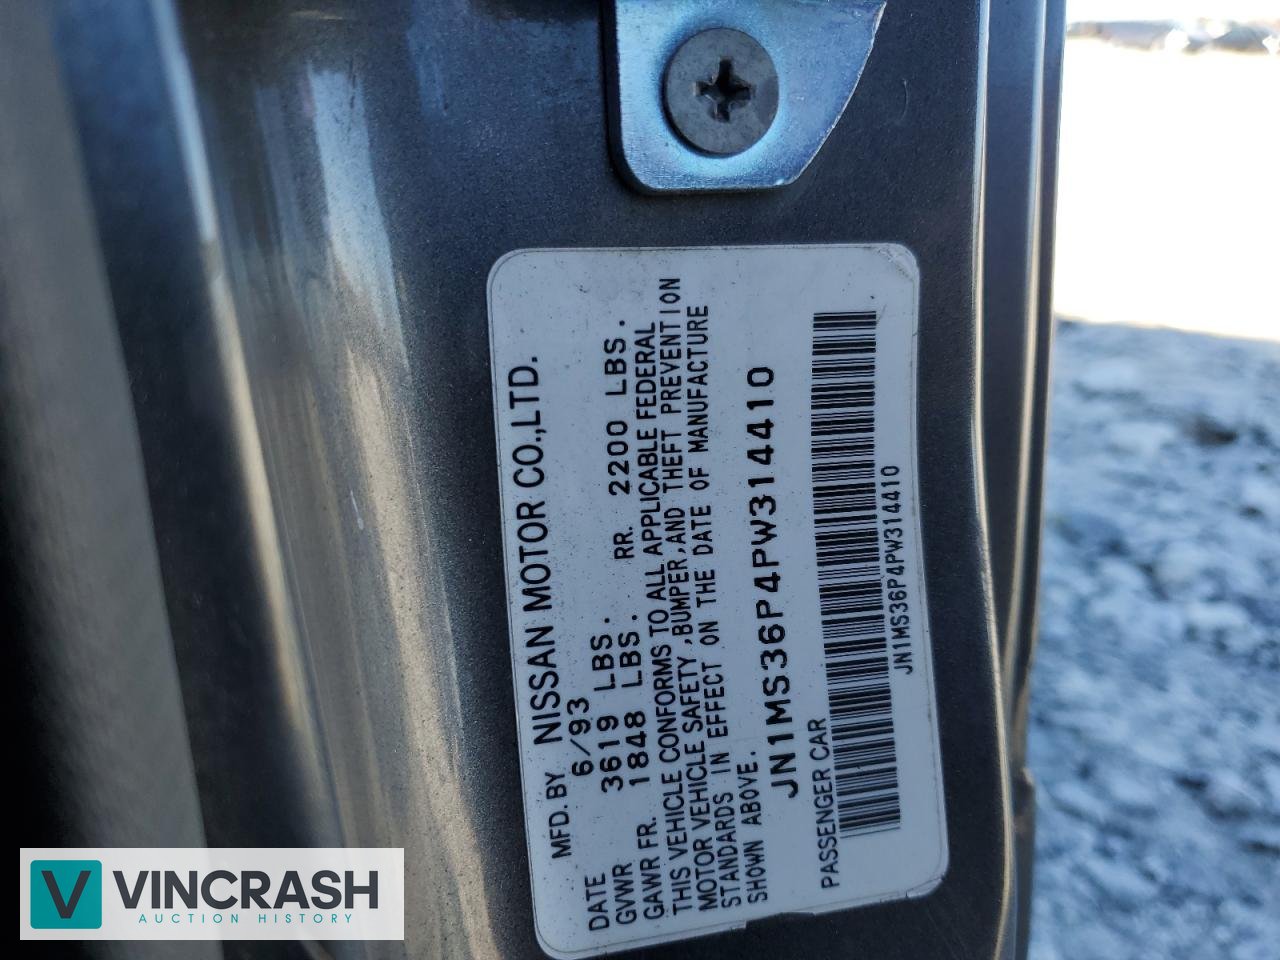 MFD. BY NISSAN MOTOR CO.,LTD.
DATE 6/93
GVWR 3619 LBS.
GAWR FR. 1848 LBS. RR. 2200 LBS.
THIS VEHICLE CONFORMS TO ALL APPLICABLE FEDERAL
MOTOR VEHICLE SAFETY,BUMPER,AND THEFT PREVENTION
STANDARDS IN EFFECT ON THE DATE OF MANUFACTURE
SHOWN ABOVE.
JN1MS36P4PW314410
PASSENGER CAR
JN1MS36P4PW314410
V VINCRASH
AUCTION HISTORY